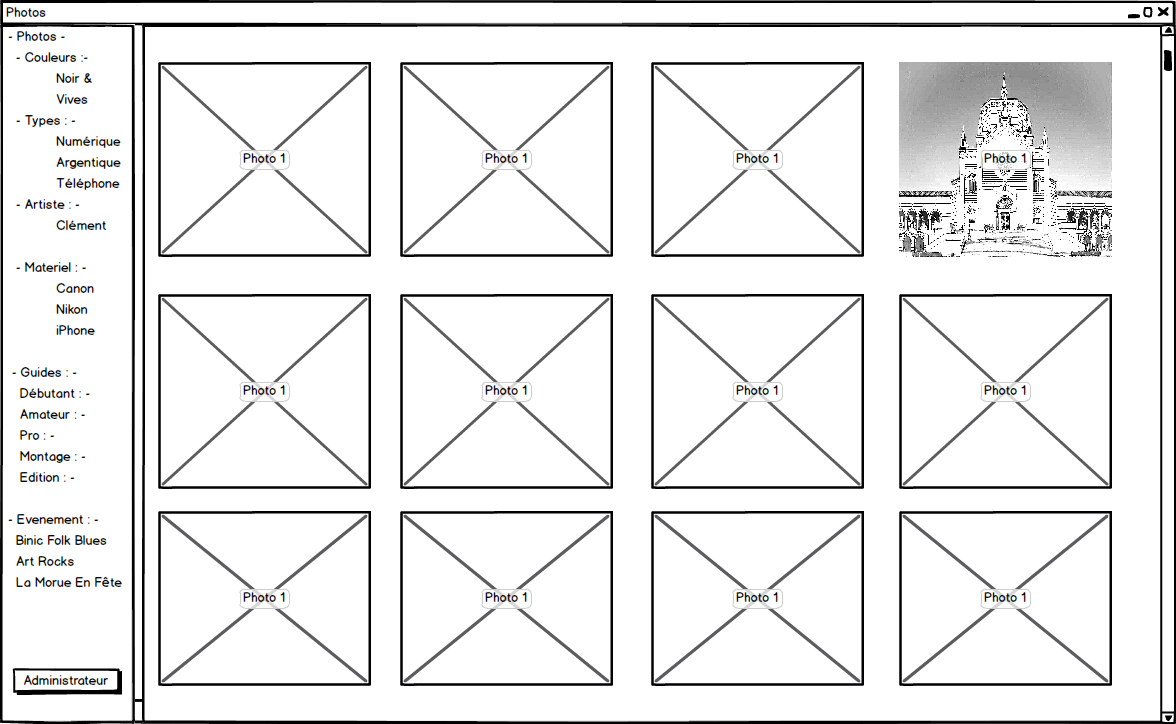 Photos
- Photos -
- Couleurs :-
Noir &
Vives
- Types : -
Numérique
Argentique
Téléphone
- Artiste : -
Clément
- Materiel : -
Canon
Nikon
iPhone
- Guides : -
Débutant : -
Amateur : -
Pro : -
Montage : -
Edition : -
- Evenement : -
Binic Folk Blues
Art Rocks
La Morue En Fête
Administrateur
Photo 1
Photo 1
Photo 1
Photo 1
Photo 1
Photo 1
Photo 1
Photo 1
Photo 1
Photo 1
Photo 1
Photo 1